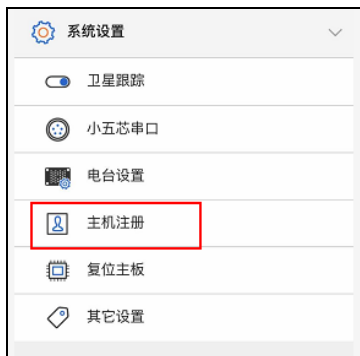 系统设置
卫星跟踪
小五芯串口
电台设置
主机注册
复位主板
其它设置